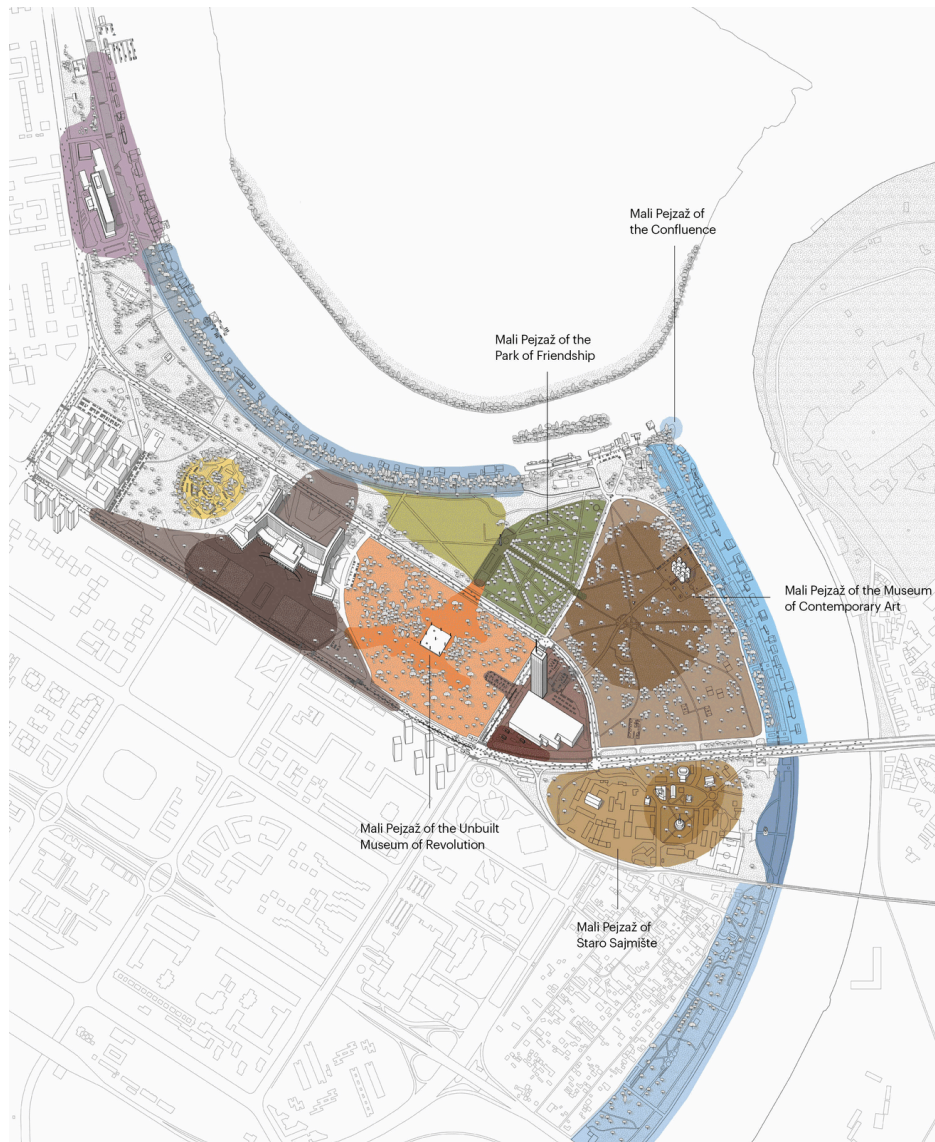 Mali Pejzaž of
the Confluence
Mali Pejzaž of the
Park of Friendship
Mali Pejzaž of the Museum
of Contemporary Art
Mali Pejzaž of the Unbuilt
Museum of Revolution
Mali Pejzaž of
Staro Sajmište